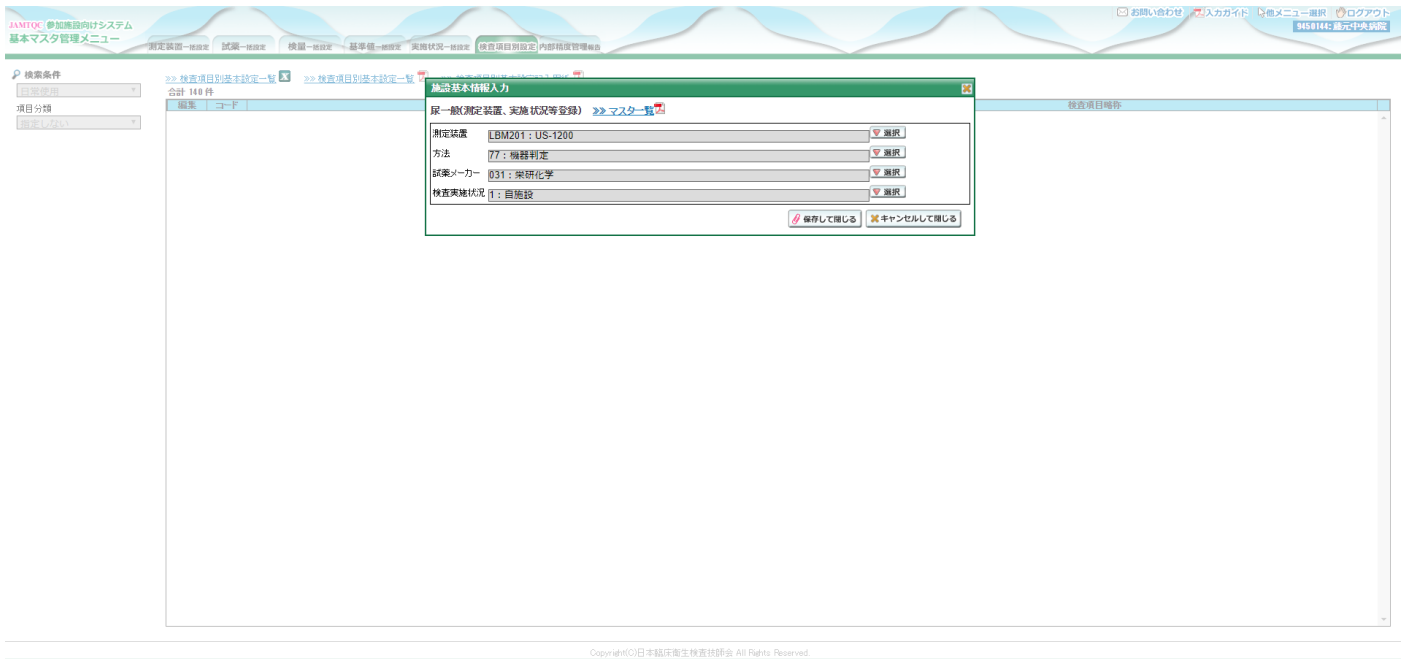 JAMTQC 参加施設向けシステム
基本マスタ管理メニュー
お問い合わせ 入力ガイド 他メニュー選択 ログアウト
9450144: 藤元中央病院
測定装置一括設定 試薬一括設定 検量一括設定 基準値一括設定 実施状況一括設定 検査項目別設定 内部精度管理報告
検索条件
日常使用
項目分類
指定しない
>> 検査項目別基本設定一覧 >> 検査項目別基本設定一覧
合計 140 件
編集 コード 検査項目略称
施設基本情報入力
尿一般(測定装置、実施状況等登録) >> マスタ一覧
測定装置 LBM201：US-1200 選択
方法 77：機器判定 選択
試薬メーカー 031：栄研化学 選択
検査実施状況 1：自施設 選択
保存して閉じる キャンセルして閉じる
Copyright(C)日本臨床衛生検査技師会 All Rights Reserved.